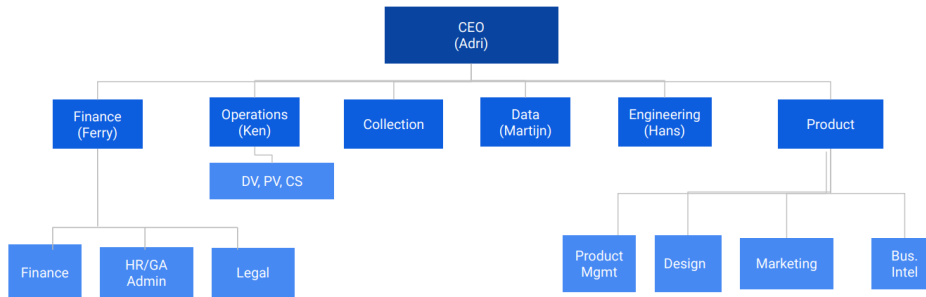 CEO
(Adri)
Finance
(Ferry)
Operations
(Ken)
Collection
Data
(Martijn)
Engineering
(Hans)
Product
DV, PV, CS
Finance
HR/GA
Admin
Legal
Product
Mgmt
Design
Marketing
Bus.
Intel